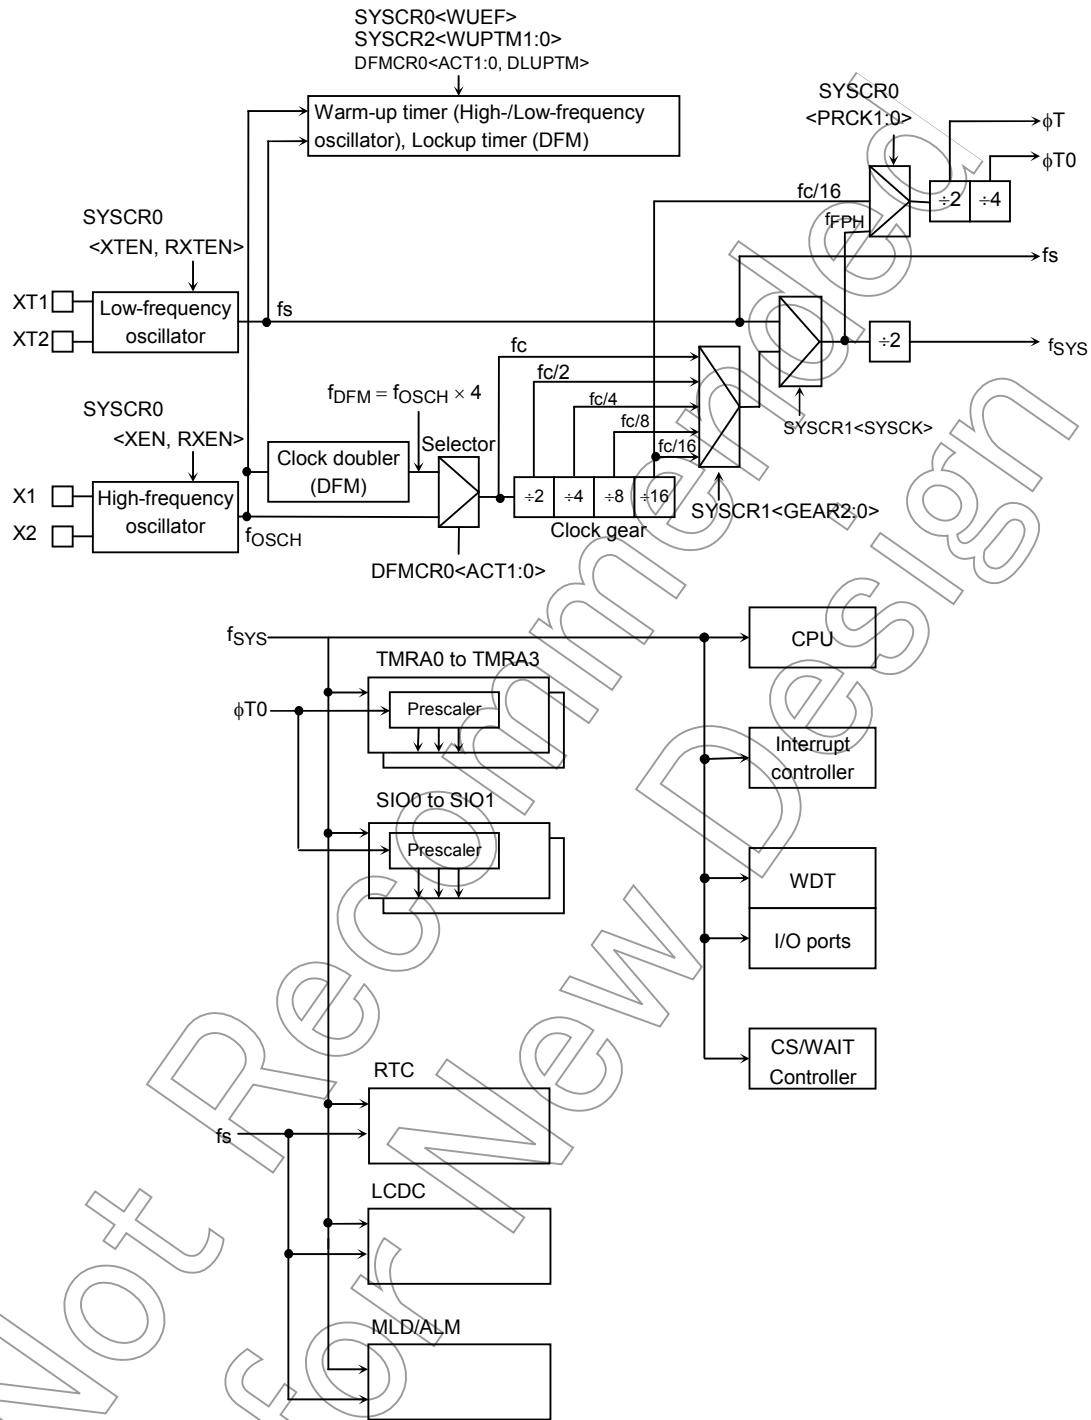 SYSCR0<WUEF>
SYSCR2<WUPTM1:0>
DFMCR0<ACT1:0, DLUPTM>
Warm-up timer (High-/Low-frequency
oscillator), Lockup timer (DFM)
SYSCR0
<PRCK1:0>
ϕT
ϕT0
fc/16
÷2
÷4
fFPH
fs
SYSCR0
<XTEN, RXTEN>
XT1
XT2
Low-frequency
oscillator
fs
÷2
fSYS
fc
fc/2
fc/4
fc/8
fc/16
fDFM = fOSCH × 4
SYSCR1<SYSCK>
SYSCR0
<XEN, RXEN>
Selector
Clock doubler
(DFM)
X1
X2
High-frequency
oscillator
÷2
÷4
÷8
÷16
Clock gear
SYSCR1<GEAR2:0>
fOSCH
DFMCR0<ACT1:0>
fSYS
CPU
TMRA0 to TMRA3
ϕT0
Prescaler
Interrupt
controller
SIO0 to SIO1
Prescaler
WDT
I/O ports
CS/WAIT
Controller
RTC
fs
LCDC
MLD/ALM
Not Recommended
for New Design